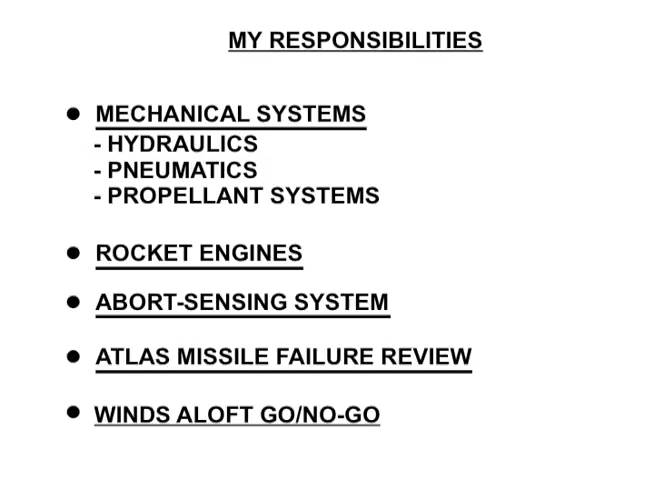 MY RESPONSIBILITIES
● MECHANICAL SYSTEMS
- HYDRAULICS
- PNEUMATICS
- PROPELLANT SYSTEMS
● ROCKET ENGINES
● ABORT-SENSING SYSTEM
● ATLAS MISSILE FAILURE REVIEW
● WINDS ALOFT GO/NO-GO